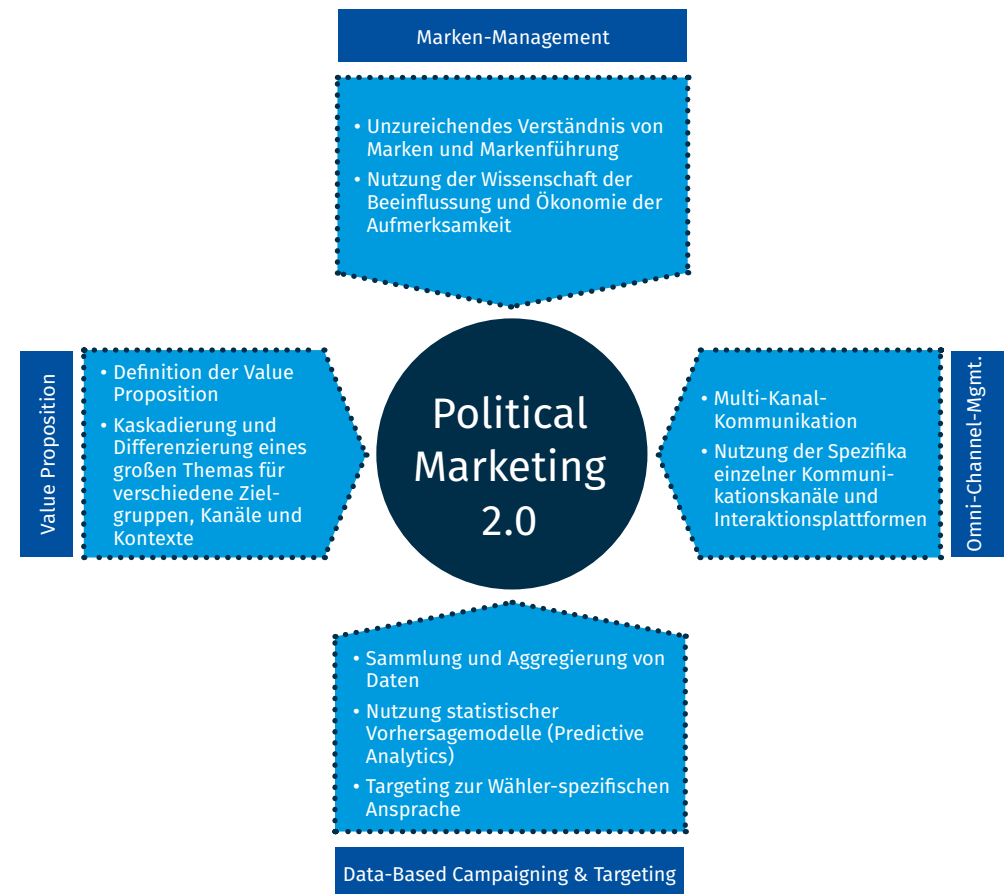 Marken-Management
• Unzureichendes Verständnis von
Marken und Markenführung
• Nutzung der Wissenschaft der
Beeinflussung und Ökonomie der
Aufmerksamkeit
Value Proposition
• Definition der Value
Proposition
• Kaskadierung und
Differenzierung eines
großen Themas für
verschiedene Ziel-
gruppen, Kanäle und
Kontexte
Political
Marketing
2.0
• Multi-Kanal-
Kommunikation
• Nutzung der Spezifika
einzelner Kommuni-
kationskanäle und
Interaktionsplattformen
Omni-Channel-Mgmt.
• Sammlung und Aggregierung von
Daten
• Nutzung statistischer
Vorhersagemodelle (Predictive
Analytics)
• Targeting zur Wähler-spezifischen
Ansprache
Data-Based Campaigning & Targeting